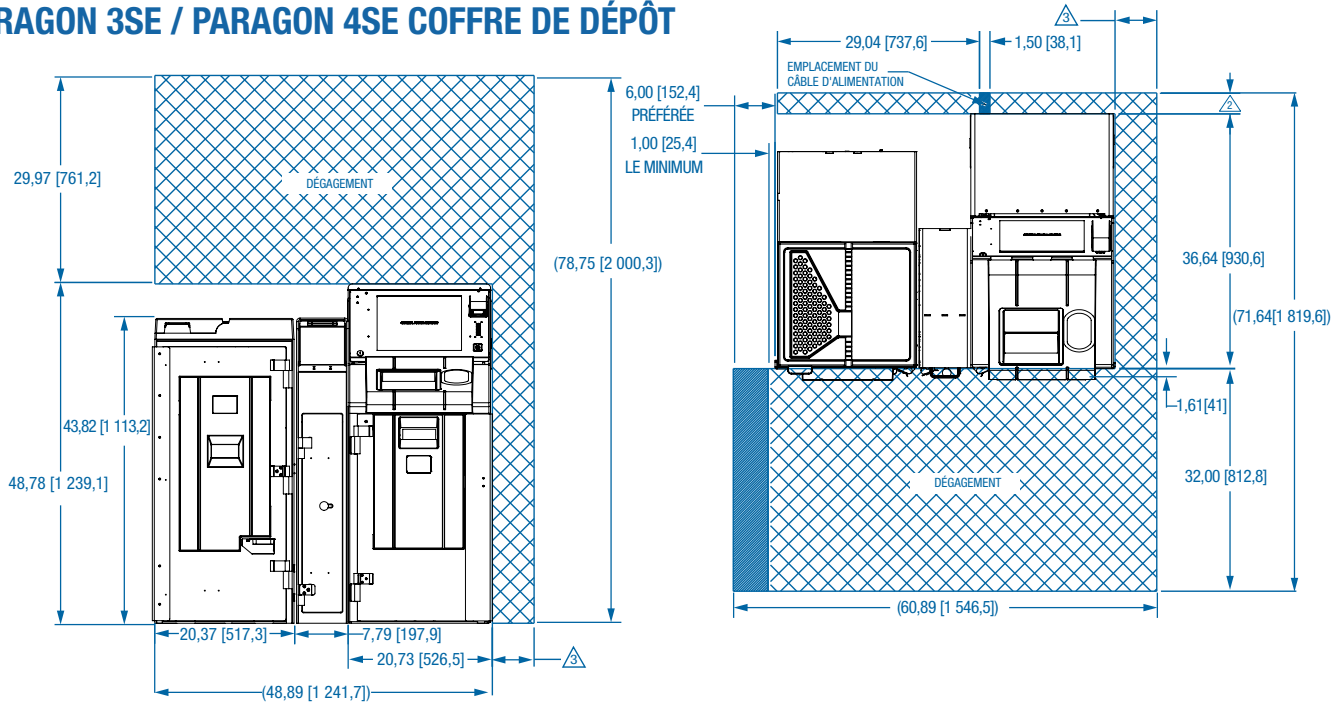 RAGON 3SE / PARAGON 4SE COFFRE DE DÉPÔT
29,97 [761,2]
DÉGAGEMENT
(78,75 [2 000,3])
43,82 [1 113,2]
48,78 [1 239,1]
20,37 [517,3]
7,79 [197,9]
20,73 [526,5]
3
(48,89 [1 241,7])
3
29,04 [737,6]
1,50 [38,1]
EMPLACEMENT DU
CÂBLE D'ALIMENTATION
6,00 [152,4]
PRÉFÉRÉE
1,00 [25,4]
LE MINIMUM
2
36,64 [930,6]
(71,64[1 819,6])
1,61[41]
32,00 [812,8]
DÉGAGEMENT
(60,89 [1 546,5])